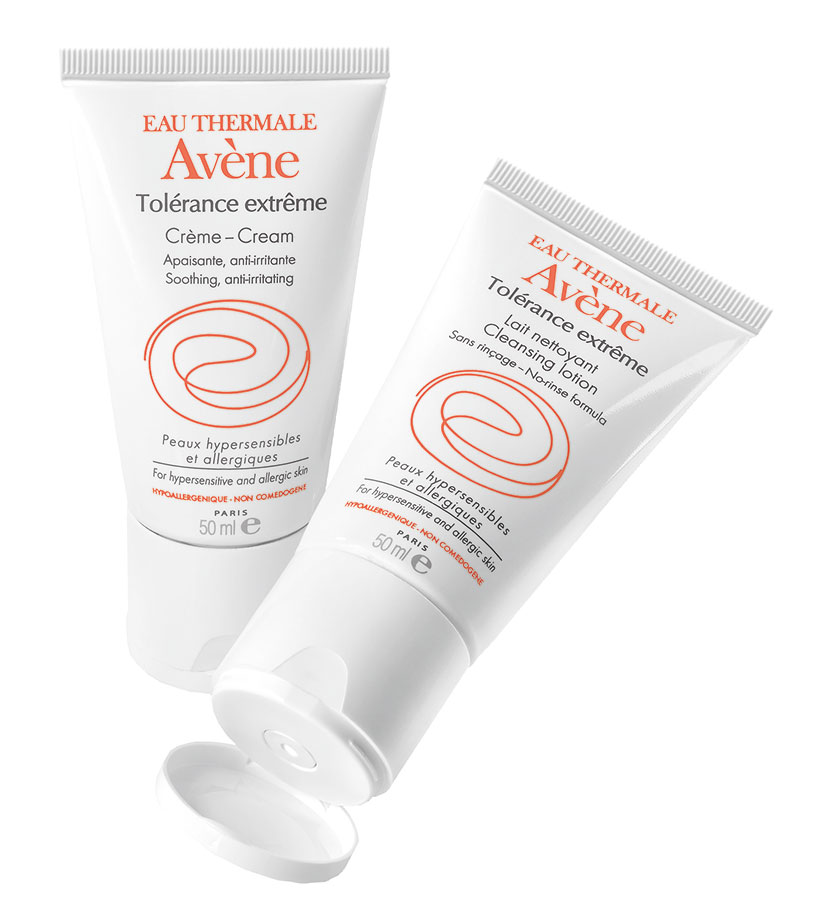 EAU THERMALE
Avène
Tolérance extrême
Crème – Cream
Apaisante, anti-irritante
Soothing, anti-irritating
Peaux hypersensibles
et allergiques
For hypersensitive and allergic skin
HYPOALLERGENIQUE - NON COMEDOGENE
PARIS
50 ml e
EAU THERMALE
Avène
Tolérance extrême
Lait nettoyant
Cleansing lotion
Sans rinçage – No-rinse formula
Peaux hypersensibles
et allergiques
For hypersensitive and allergic skin
HYPOALLERGENIQUE - NON COMEDOGENE
PARIS
50 ml e